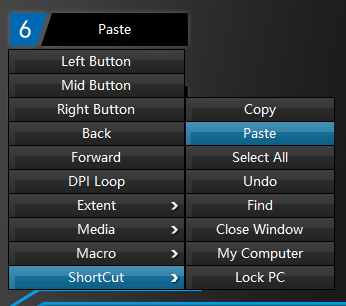 6 Paste
Left Button
Mid Button
Right Button
Back
Forward
DPI Loop
Extent
Media
Macro
ShortCut
Copy
Paste
Select All
Undo
Find
Close Window
My Computer
Lock PC